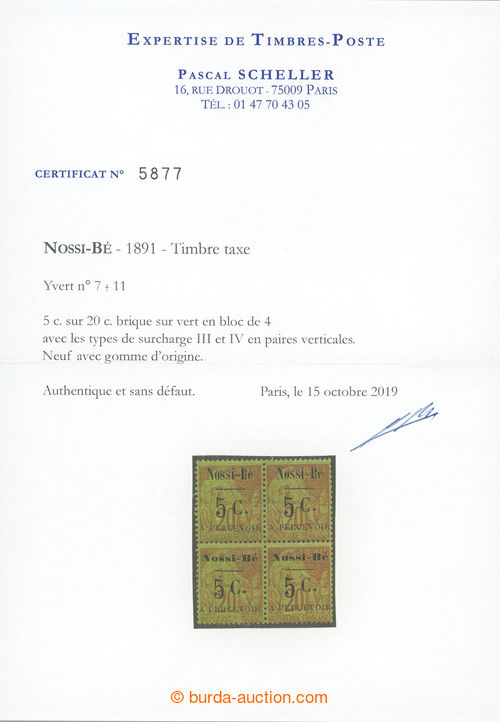 EXPERTISE DE TIMBRES-POSTE
PASCAL SCHELLER
16, RUE DROUOT - 75009 PARIS
TÉL. : 01 47 70 43 05
CERTIFICAT N° 5877
NOSSI-BÉ - 1891 - Timbre taxe
Yvert n° 7 + 11
5 c. sur 20 c. brique sur vert en bloc de 4
avec les types de surcharge III et IV en paires verticales.
Neuf avec gomme d'origine.
Authentique et sans défaut. Paris, le 15 octobre 2019
Nossi-Bé Nossi-Bé
5 C. 5 C.
A PERCEVOIR A PERCEVOIR
Nossi-Bé Nossi-Bé
5 C. 5 C.
A PERCEVOIR A PERCEVOIR
© burda-auction.com